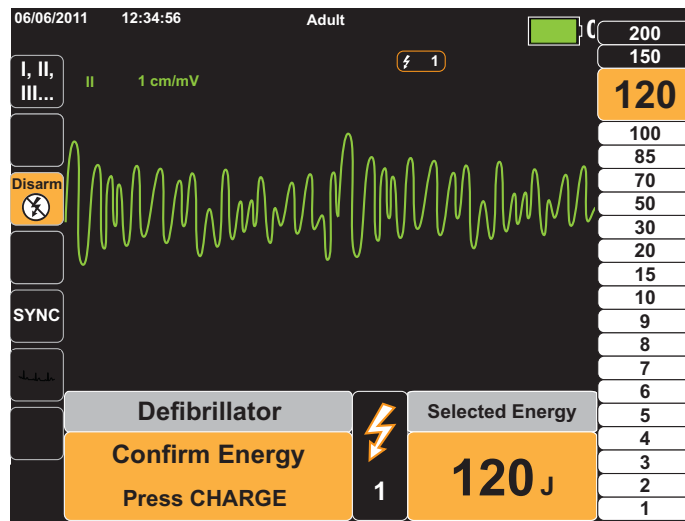 06/06/2011 12:34:56 Adult
1
I, II,
III...
II 1 cm/mV
Disarm
SYNC
200
150
120
100
85
70
50
30
20
15
10
9
8
7
6
5
4
3
2
1
Defibrillator
Confirm Energy
Press CHARGE
1
Selected Energy
120 J